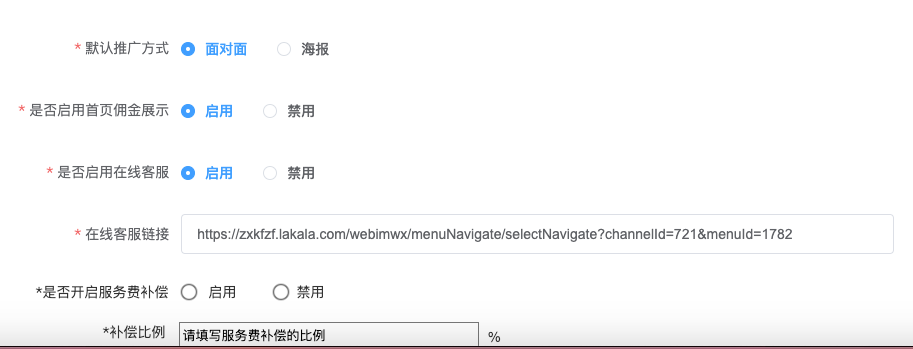 * 默认推广方式 面对面 海报
* 是否启用首页佣金展示 启用 禁用
* 是否启用在线客服 启用 禁用
* 在线客服链接 https://zxkfzf.lakala.com/webimwx/menuNavigate/selectNavigate?channelId=721&menuId=1782
*是否开启服务费补偿 启用 禁用
*补偿比例 请填写服务费补偿的比例 %